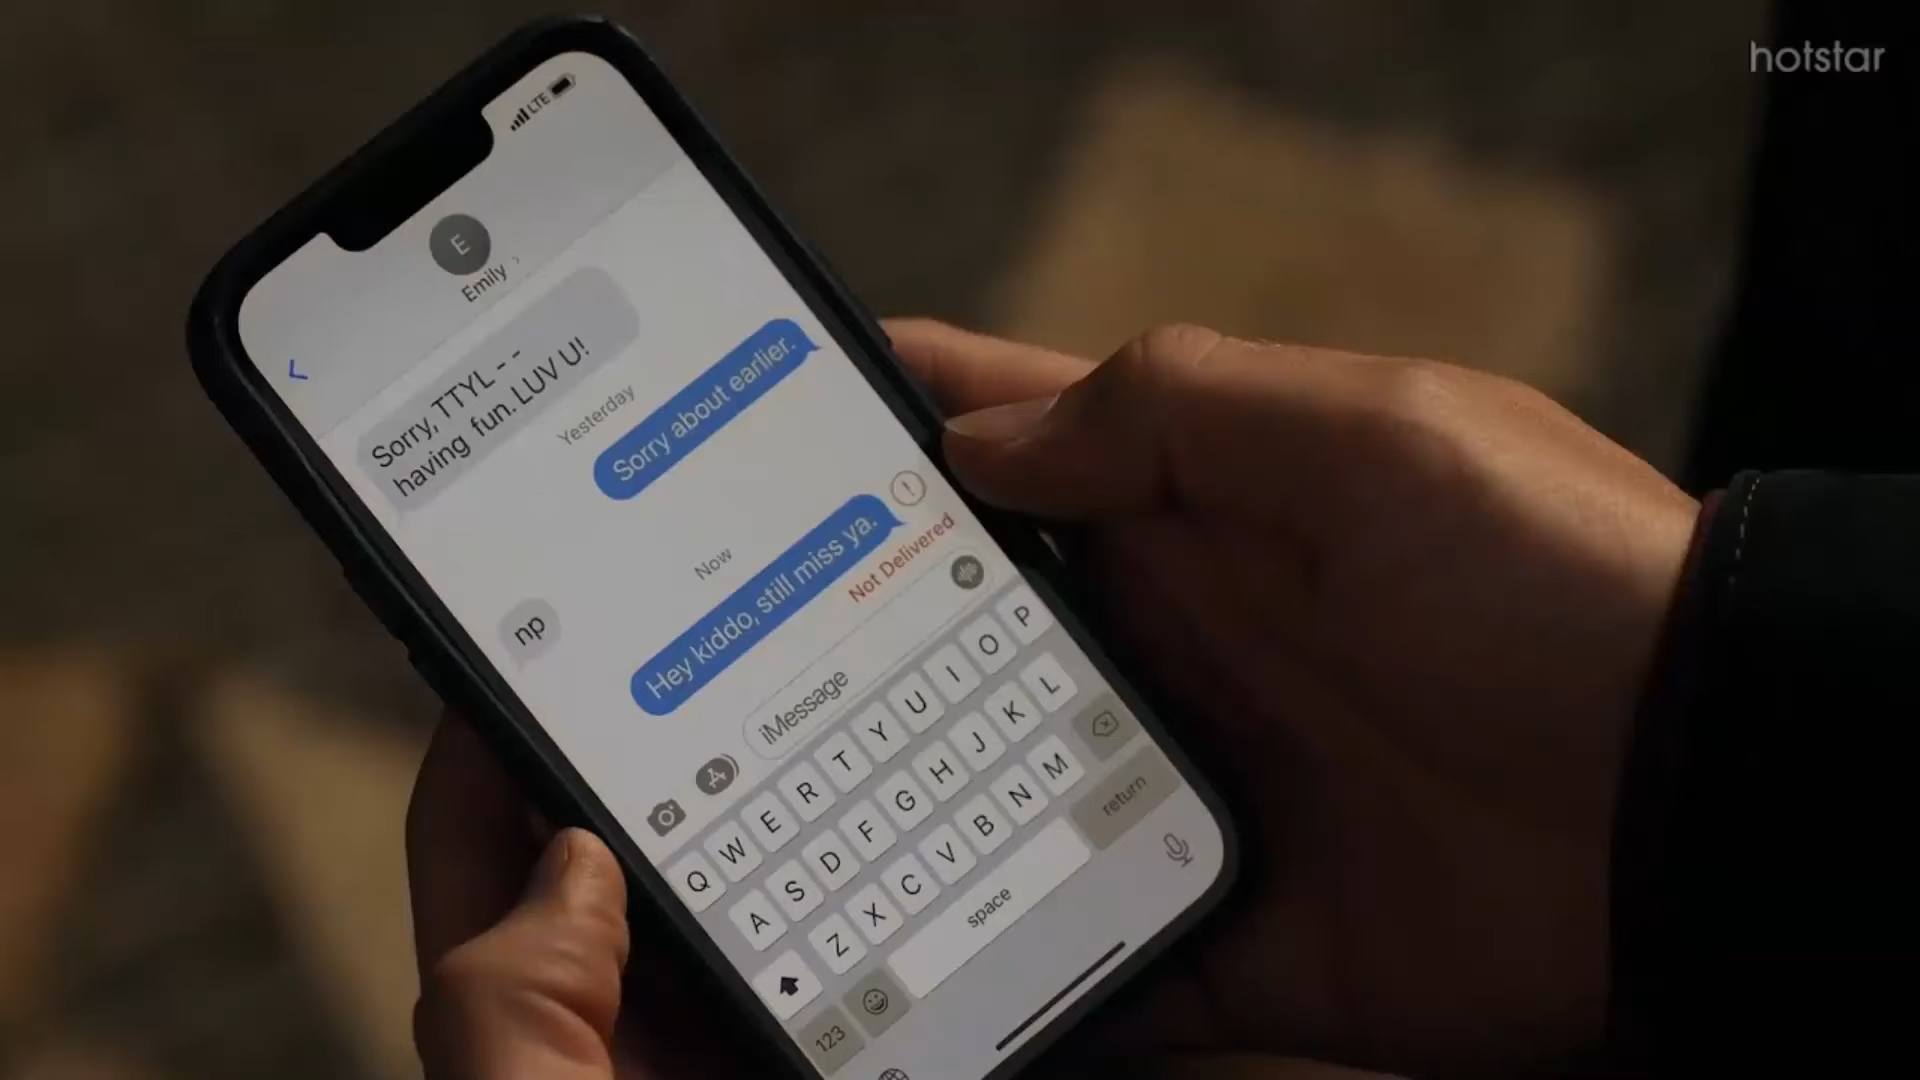 hotstar
LTE
E
Emily
Sorry, TTYL - -
having fun. LUV U!
Yesterday
Sorry about earlier.
np
Now
Hey kiddo, still miss ya.
Not Delivered
iMessage
Q W E R T Y U I O P
A S D F G H J K L
Z X C V B N M
123
space
return